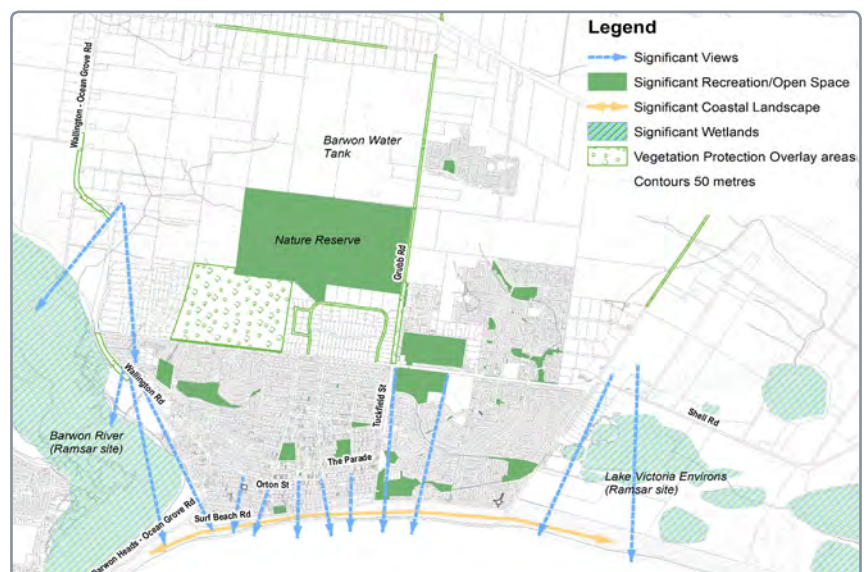 Legend
Significant Views
Significant Recreation/Open Space
Significant Coastal Landscape
Significant Wetlands
Vegetation Protection Overlay areas
Contours 50 metres
Wallington - Ocean Grove Rd
Barwon Water
Tank
Nature Reserve
Grubb Rd
Wallington Rd
Tuckfield St
Shell Rd
Barwon River
(Ramsar site)
The Parade
Orton St
Lake Victoria Environs
(Ramsar site)
Surf Beach Rd
Barwon Heads - Ocean Grove Rd